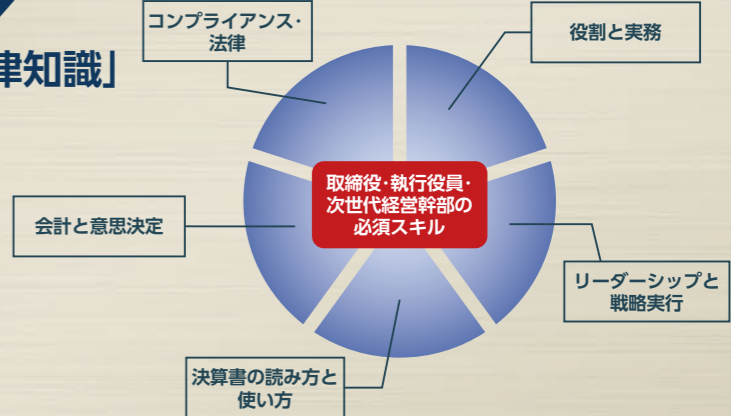 律知識」
コンプライアンス・
法律
役割と実務
取締役・執行役員・
次世代経営幹部の
必須スキル
会計と意思決定
リーダーシップと
戦略実行
決算書の読み方と
使い方